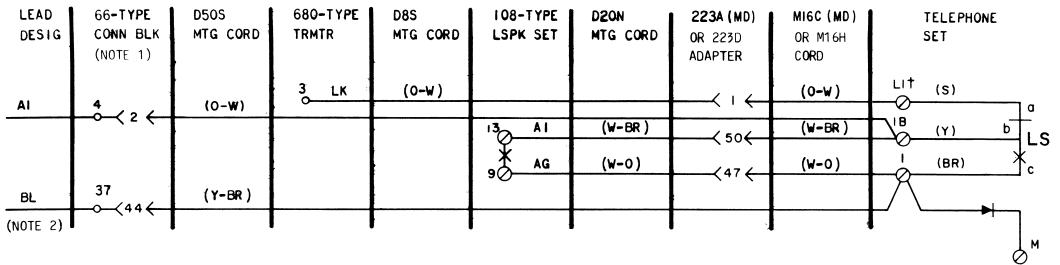 LEAD DESIG
66-TYPE CONN BLK (NOTE 1)
D50S MTG CORD
680-TYPE TRMTR
D8S MTG CORD
108-TYPE LSPK SET
D20N MTG CORD
223A (MD) OR 223D ADAPTER
M16C (MD) OR M16H CORD
TELEPHONE SET
3 LK (O-W) 1 (O-W) L1† (S) a
A1 4 2 (O-W) 18
13 A1 (W-BR) 50 (W-BR) (Y) b LS
9 AG (W-O) 47 (W-O) 1 (BR) c
BL 37 44 (Y-BR)
(NOTE 2)
M